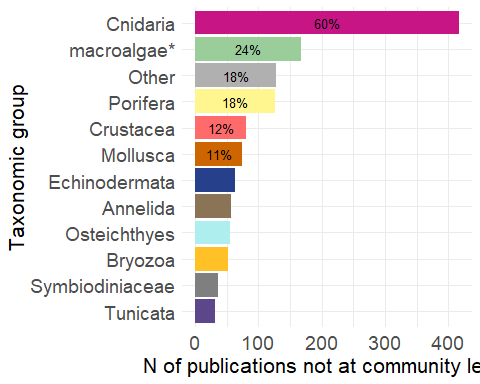 Taxonomic group
Cnidaria 60%
macroalgae* 24%
Other 18%
Porifera 18%
Crustacea 12%
Mollusca 11%
Echinodermata
Annelida
Osteichthyes
Bryozoa
Symbiodiniaceae
Tunicata
0 100 200 300 400
N of publications not at community le